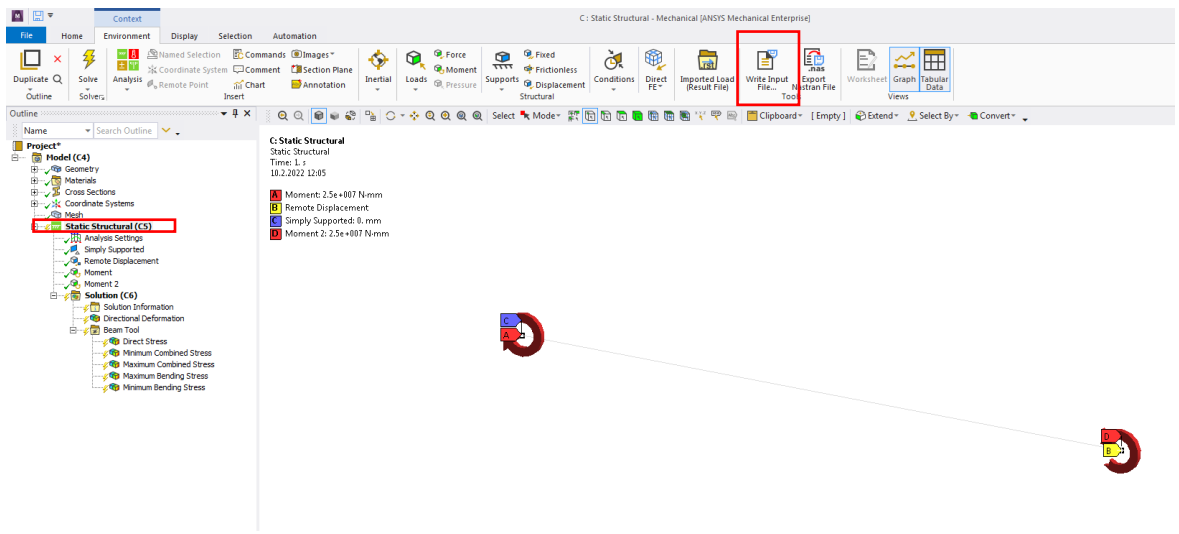 M
Context
C : Static Structural - Mechanical [ANSYS Mechanical Enterprise]
File Home Environment Display Selection Automation
Duplicate
Outline
Solve
Solvers
Analysis
Named Selection
Coordinate System
Remote Point
Commands
Comment
Chart
Images
Section Plane
Annotation
Insert
Inertial
Loads
Force
Moment
Pressure
Supports
Fixed
Frictionless
Displacement
Conditions
Direct
FE
Structural
Imported Load
(Result File)
Write Input
File...
.nas
Export
Nastran File
Tools
Worksheet
Graph
Tabular
Data
Views
Outline
Name Search Outline
Select Mode Clipboard [ Empty ] Extend Select By Convert
Project*
Model (C4)
Geometry
Materials
Cross Sections
Coordinate Systems
Mesh
Static Structural (C5)
Analysis Settings
Simply Supported
Remote Displacement
Moment
Moment 2
Solution (C6)
Solution Information
Directional Deformation
Beam Tool
Direct Stress
Minimum Combined Stress
Maximum Combined Stress
Maximum Bending Stress
Minimum Bending Stress
C: Static Structural
Static Structural
Time: 1. s
10.2.2022 12:05
A Moment: 2.5e+007 N·mm
B Remote Displacement
C Simply Supported: 0. mm
D Moment 2: 2.5e+007 N·mm
C
A
D
B